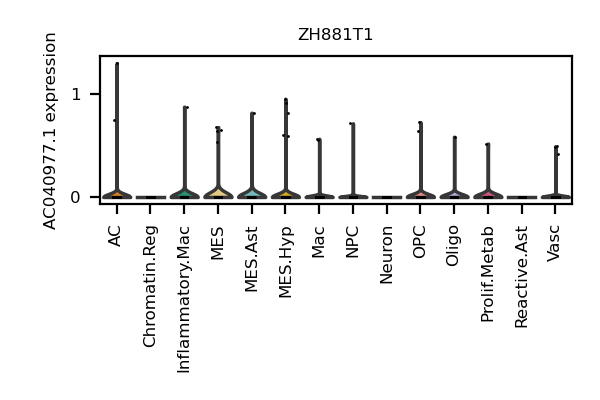 ZH881T1
AC040977.1 expression
1
0
AC
Chromatin.Reg
Inflammatory.Mac
MES
MES.Ast
MES.Hyp
Mac
NPC
Neuron
OPC
Oligo
Prolif.Metab
Reactive.Ast
Vasc